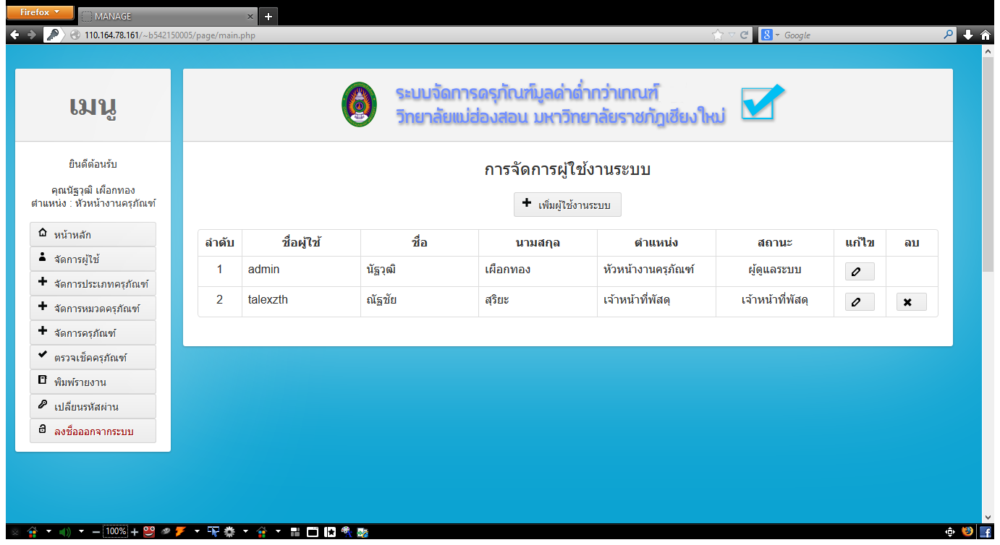 Firefox
MANAGE
110.164.78.161/~b542150005/page/main.php
Google
เมนู
ยินดีต้อนรับ
คุณนัฐวุฒิ เผือกทอง
ตำแหน่ง : หัวหน้างานครุภัณฑ์
หน้าหลัก
จัดการผู้ใช้
จัดการประเภทครุภัณฑ์
จัดการหมวดครุภัณฑ์
จัดการครุภัณฑ์
ตรวจเช็คครุภัณฑ์
พิมพ์รายงาน
เปลี่ยนรหัสผ่าน
ลงชื่อออกจากระบบ
ระบบจัดการครุภัณฑ์มูลค่าต่ำกว่าเกณฑ์
วิทยาลัยแม่ฮ่องสอน มหาวิทยาลัยราชภัฏเชียงใหม่
การจัดการผู้ใช้งานระบบ
เพิ่มผู้ใช้งานระบบ
ลำดับ ชื่อผู้ใช้ ชื่อ นามสกุล ตำแหน่ง สถานะ แก้ไข ลบ
1 admin นัฐวุฒิ เผือกทอง หัวหน้างานครุภัณฑ์ ผู้ดูแลระบบ
2 talexzth ณัฐชัย สุริยะ เจ้าหน้าที่พัสดุ เจ้าหน้าที่พัสดุ
100%